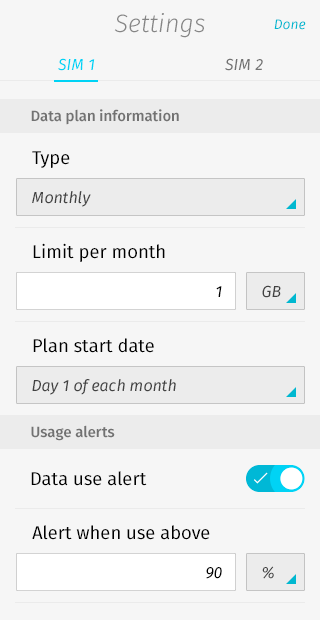 Settings
Done
SIM 1
SIM 2
Data plan information
Type
Monthly
Limit per month
1
GB
Plan start date
Day 1 of each month
Usage alerts
Data use alert
Alert when use above
90
%